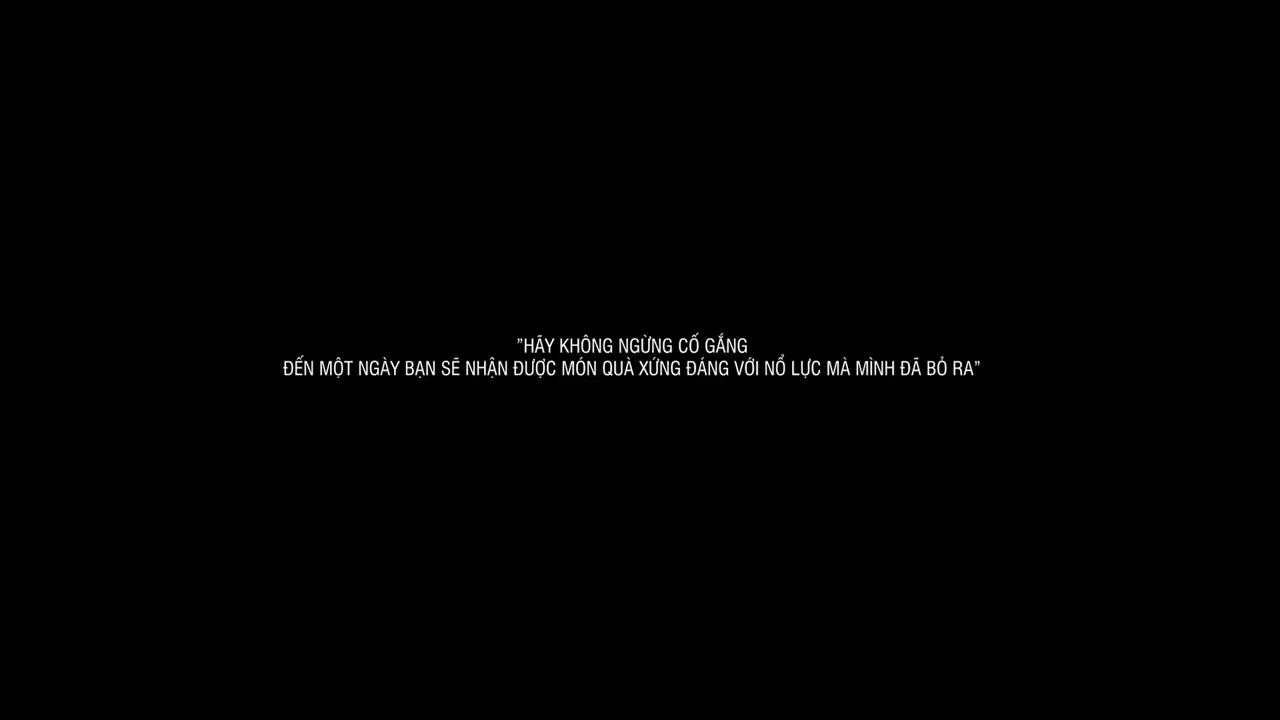 ”HÃY KHÔNG NGỪNG CỐ GẮNG
ĐẾN MỘT NGÀY BẠN SẼ NHẬN ĐƯỢC MÓN QUÀ XỨNG ĐÁNG VỚI NỔ LỰC MÀ MÌNH ĐÃ BỎ RA”